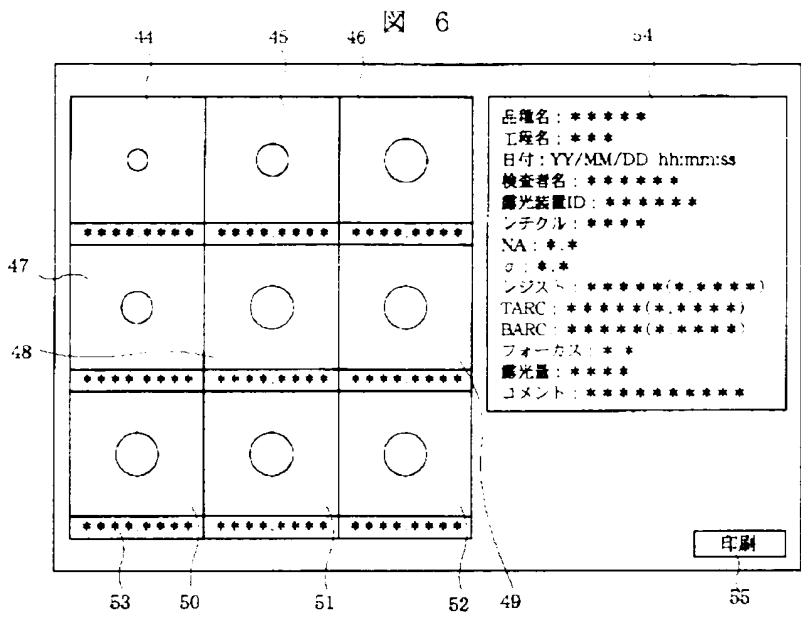 図 6
44 45 46 54
品種名：＊＊＊＊＊
工程名：＊＊＊
日付：YY/MM/DD hh:mm:ss
検査者名：＊＊＊＊＊＊
露光装置ID：＊＊＊＊＊＊
レチクル：＊＊＊＊
NA：＊.＊
σ：＊.＊
レジスト：＊＊＊＊＊(＊.＊＊＊＊)
TARC：＊＊＊＊＊(＊.＊＊＊＊)
BARC：＊＊＊＊＊(＊.＊＊＊＊)
フォーカス：＊.＊
露光量：＊＊＊＊
コメント：＊＊＊＊＊＊＊＊＊＊
＊＊＊＊.＊＊＊＊ ＊＊＊＊.＊＊＊＊ ＊＊＊＊.＊＊＊＊
47
48
＊＊＊＊.＊＊＊＊ ＊＊＊＊.＊＊＊＊ ＊＊＊＊.＊＊＊＊
＊＊＊＊.＊＊＊＊ ＊＊＊＊.＊＊＊＊ ＊＊＊＊.＊＊＊＊
印刷
53 50 51 52 49 55